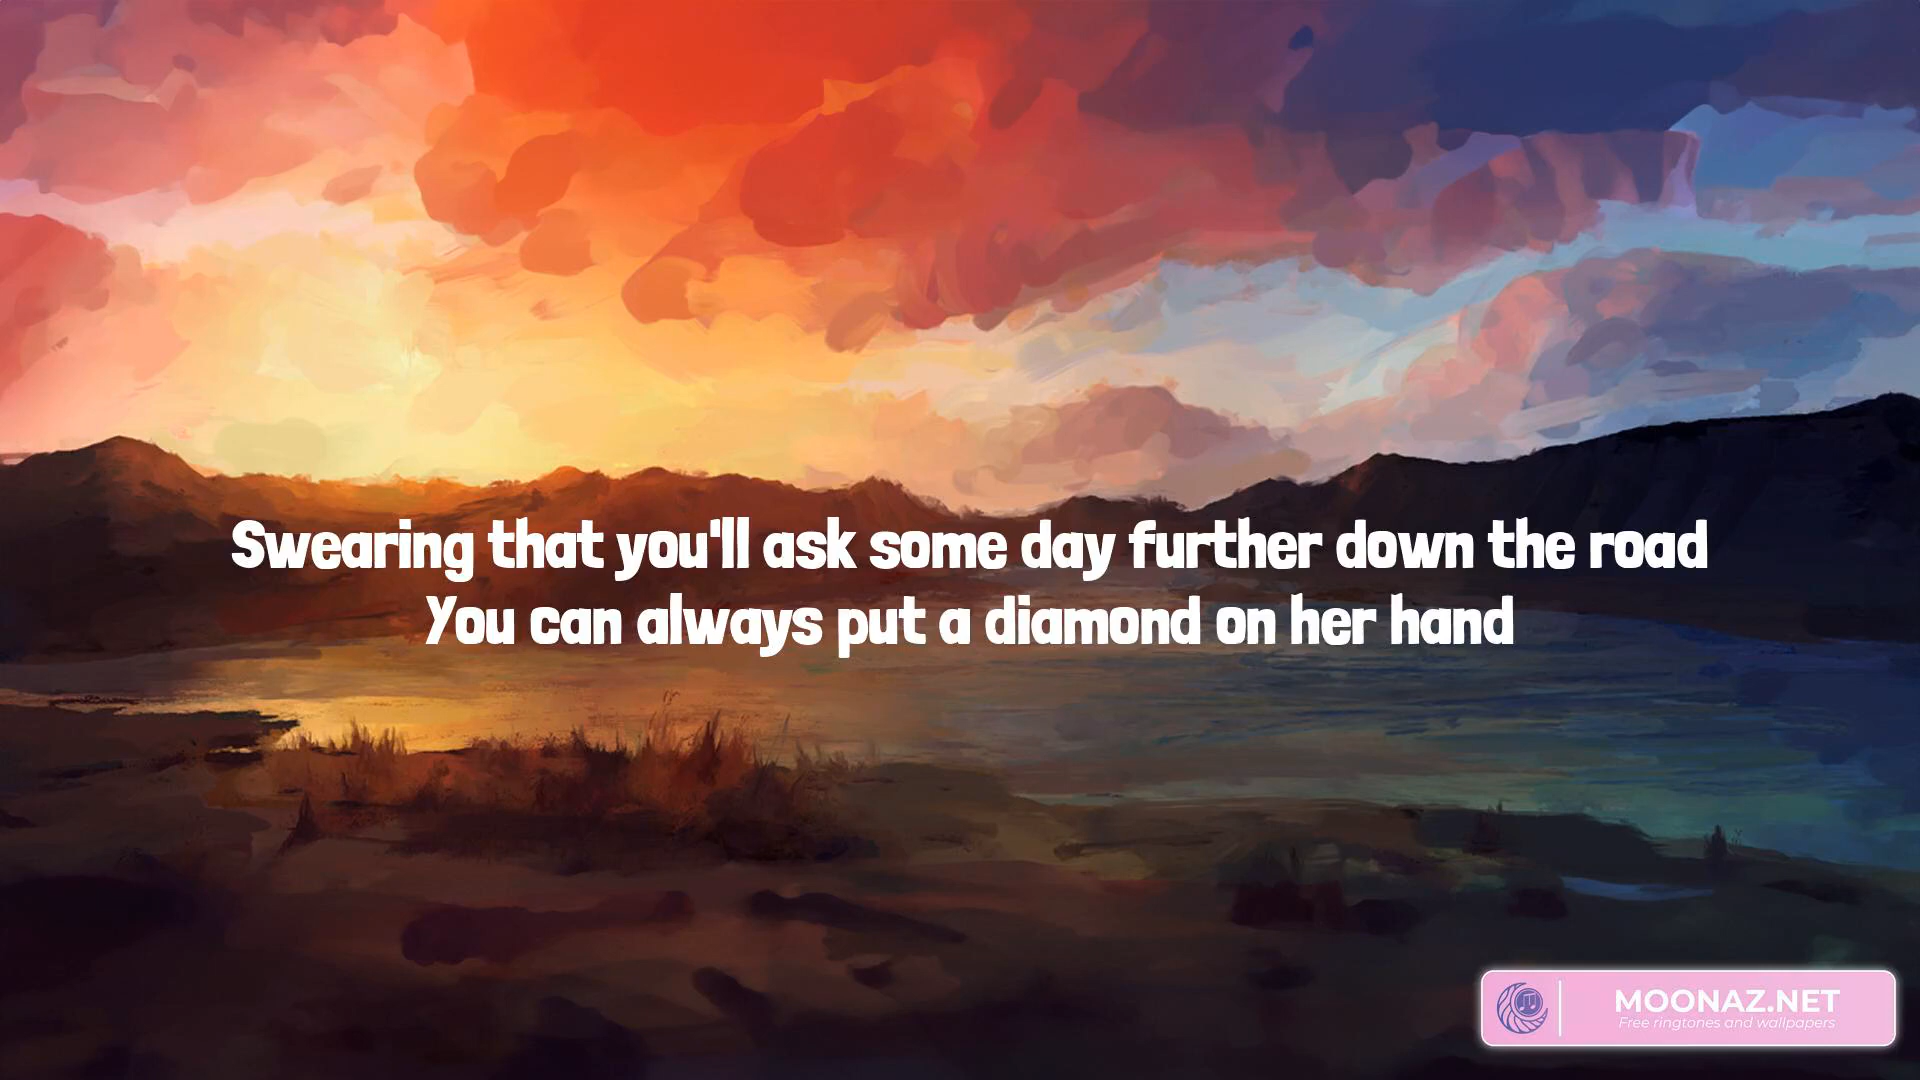 Swearing that you'll ask some day further down the road
You can always put a diamond on her hand
MOONAZ.NET
Free ringtones and wallpapers